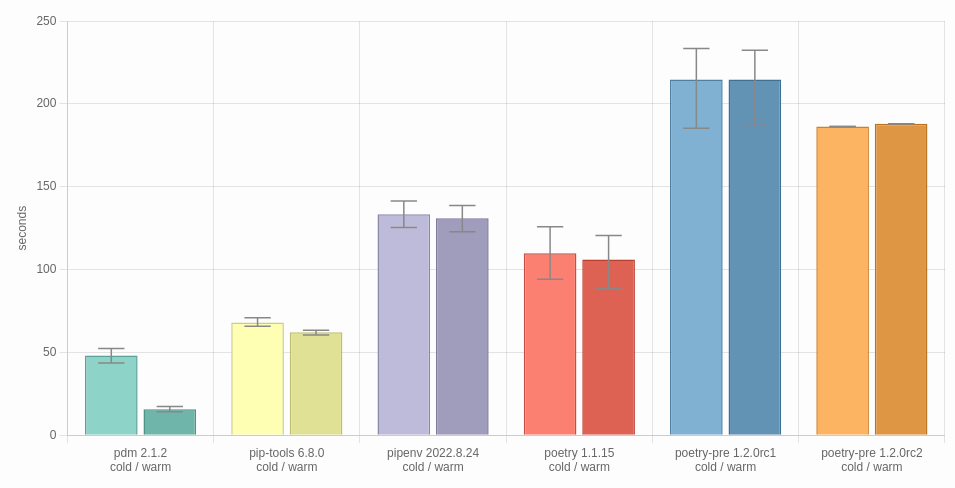 250
200
150
100
50
0
seconds
pdm 2.1.2
cold / warm
pip-tools 6.8.0
cold / warm
pipenv 2022.8.24
cold / warm
poetry 1.1.15
cold / warm
poetry-pre 1.2.0rc1
cold / warm
poetry-pre 1.2.0rc2
cold / warm